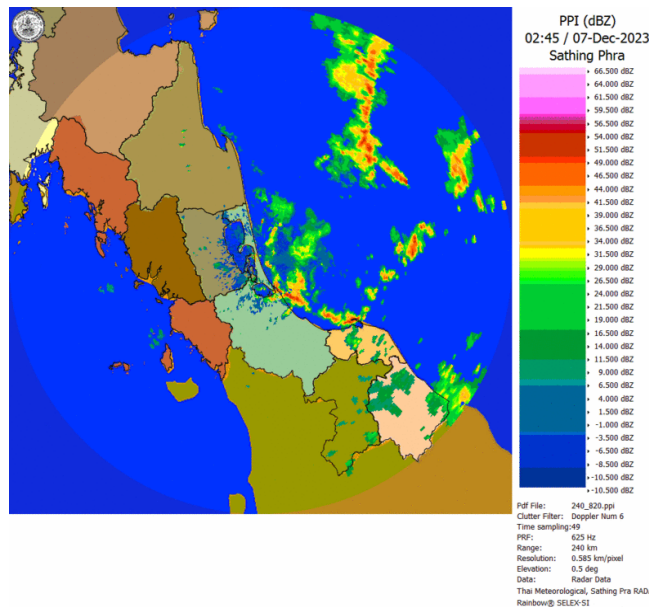 PPI (dBZ)
02:45 / 07-Dec-2023
Sathing Phra
66.500 dBZ
64.000 dBZ
61.500 dBZ
59.500 dBZ
56.500 dBZ
54.000 dBZ
51.500 dBZ
49.000 dBZ
46.500 dBZ
44.000 dBZ
41.500 dBZ
39.000 dBZ
36.500 dBZ
34.000 dBZ
31.500 dBZ
29.000 dBZ
26.500 dBZ
24.000 dBZ
21.500 dBZ
19.000 dBZ
16.500 dBZ
14.000 dBZ
11.500 dBZ
9.000 dBZ
6.500 dBZ
4.000 dBZ
1.500 dBZ
-1.000 dBZ
-3.500 dBZ
-6.500 dBZ
-8.500 dBZ
-10.500 dBZ
-10.500 dBZ
Pdf File: 240_820.ppi
Clutter Filter: Doppler Num 6
Time sampling:49
PRF: 625 Hz
Range: 240 km
Resolution: 0.585 km/pixel
Elevation: 0.5 deg
Data: Radar Data
Thai Meteorological, Sathing Pra RADA
Rainbow® SELEX-SI